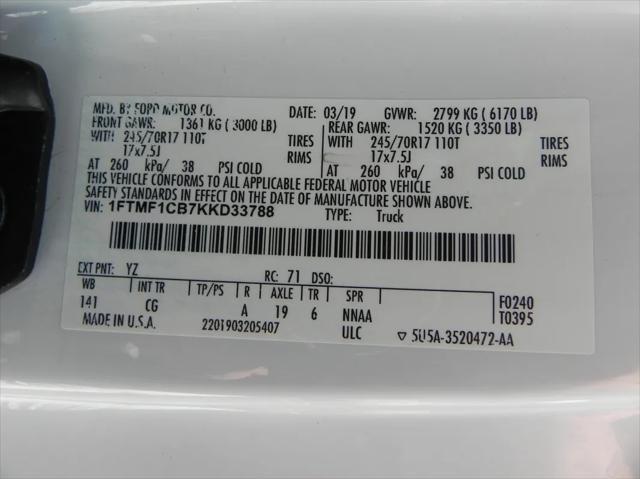 MFD. BY FORD MOTOR CO. 03/19 GVWR: 2799 KG ( 6170 LB)
FRONT GAWR: 1361 KG ( 3000 LB) REAR GAWR: 1520 KG ( 3350 LB)
WITH 245/70R17 110T TIRES WITH 245/70R17 110T TIRES
17x7.5J RIMS 17x7.5J RIMS
AT 260 kPa/ 38 PSI COLD AT 260 kPa/ 38 PSI COLD
THIS VEHICLE CONFORMS TO ALL APPLICABLE FEDERAL MOTOR VEHICLE
SAFETY STANDARDS IN EFFECT ON THE DATE OF MANUFACTURE SHOWN ABOVE.
VIN: 1FTMF1CB7KKD33788 TYPE: Truck
EXT PNT: YZ RC: 71 DSO:
WB INT TR TP/PS R AXLE TR SPR F0240
141 CG A 19 6 NNAA T0395
MADE IN U.S.A. 2201903205407 ULC ▽ 5U5A-3520472-AA